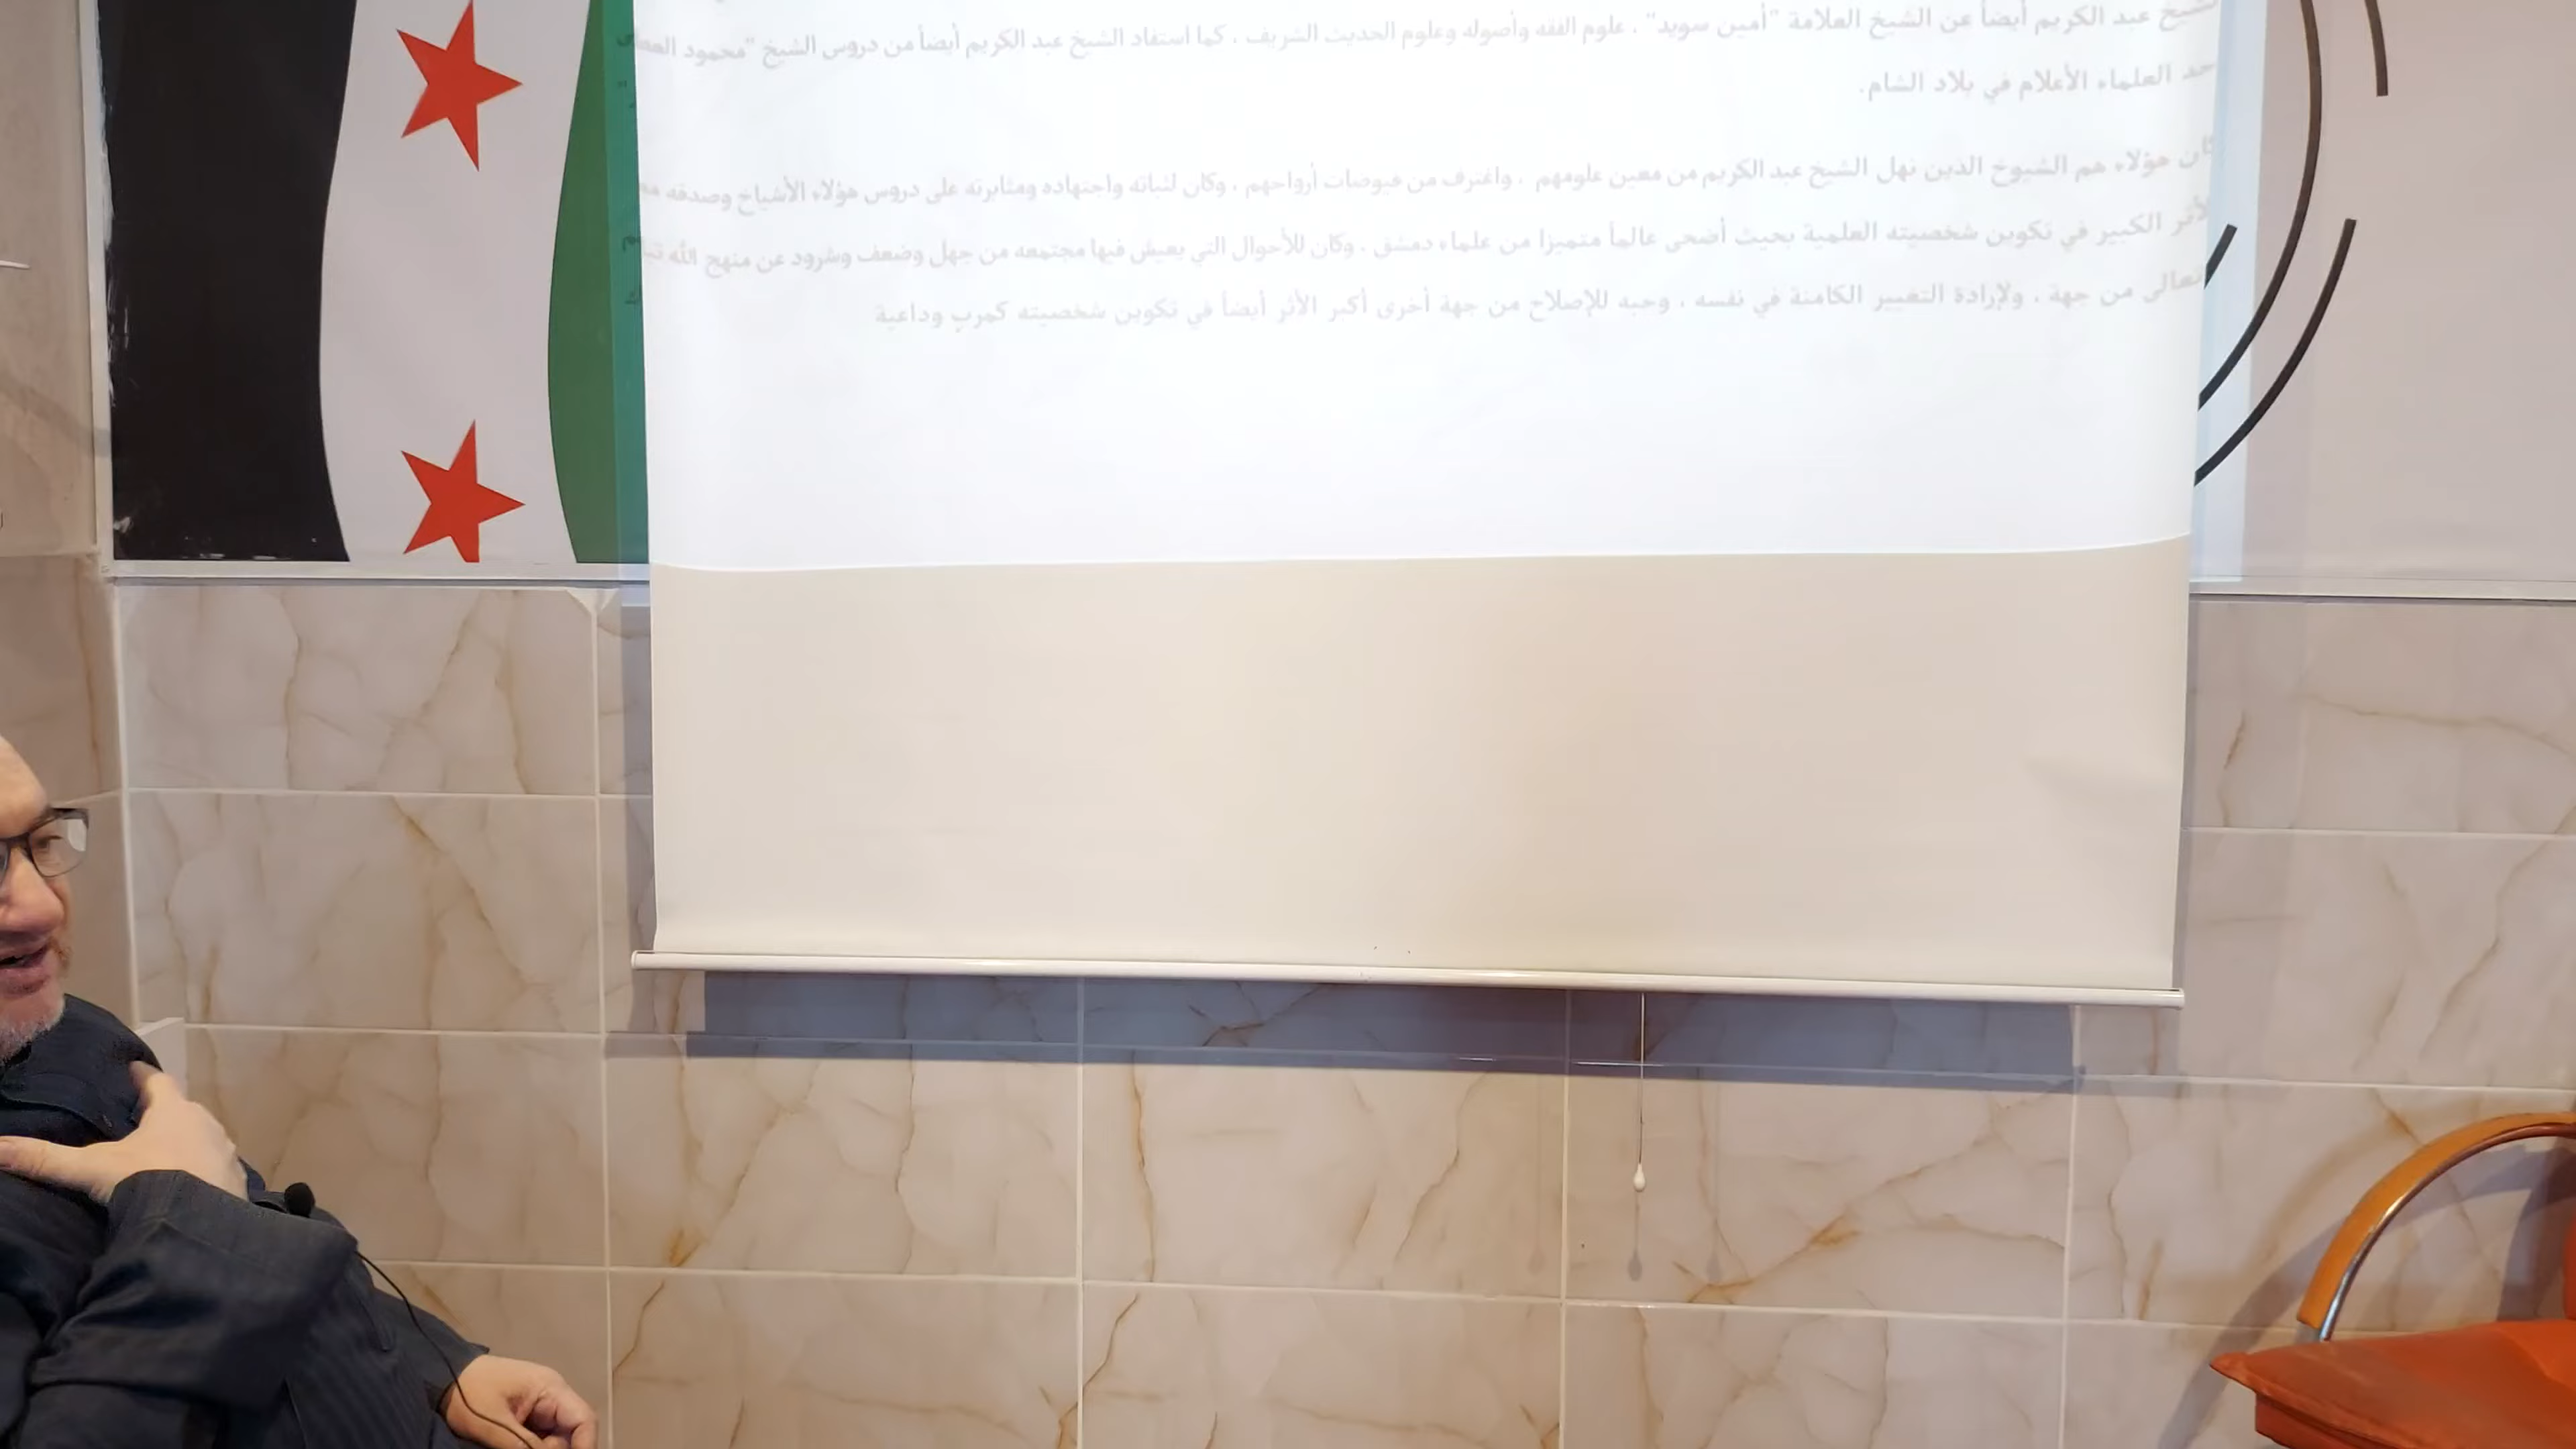 الشيخ عبد الكريم أيضاً عن الشيخ العلامة "أمين سويد" ، علوم الفقه وأصوله وعلوم الحديث الشريف ، كما استفاد الشيخ عبد الكريم أيضاً من دروس الشيخ "محمود
حد العلماء الأعلام في بلاد الشام.
كان هؤلاء هم الشيوخ الذين نهل الشيخ عبد الكريم من معين علومهم ، واغترف من فيوضات أرواحهم ، وكان لثباته واجتهاده ومثابرته على دروس هؤلاء الأشياخ وصدقه
لأثر الكبير في تكوين شخصيته العلمية بحيث أضحى عالماً متميزا من علماء دمشق ، وكان للأحوال التي يعيش فيها مجتمعه من جهل وضعف وشرود عن منهج الله
تعالى من جهة ، ولإرادة التغيير الكامنة في نفسه ، وحبه للإصلاح من جهة أخرى أكبر الأثر أيضاً في تكوين شخصيته كمربٍ وداعية